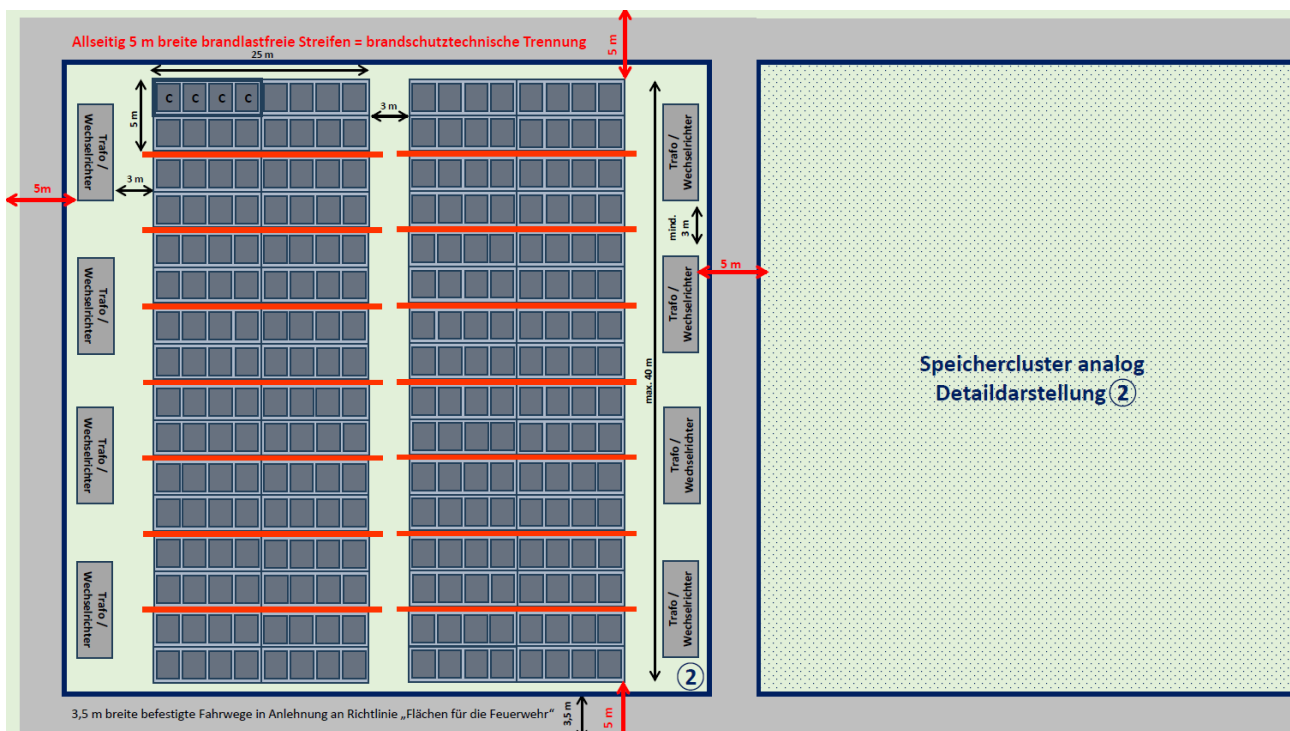 Allseitig 5 m breite brandlastfreie Streifen = brandschutztechnische Trennung
5 m
25 m
C C C C
5 m
3 m
Trafo /
Wechselrichter
3 m
5m
Trafo /
Wechselrichter
Trafo /
Wechselrichter
Trafo /
Wechselrichter
Trafo /
Wechselrichter
mind.
3 m
Trafo /
Wechselrichter
5 m
max. 40 m
Trafo /
Wechselrichter
Trafo /
Wechselrichter
Speichercluster analog
Detaildarstellung 2
2
3,5 m breite befestigte Fahrwege in Anlehnung an Richtlinie „Flächen für die Feuerwehr“
3,5 m
5 m